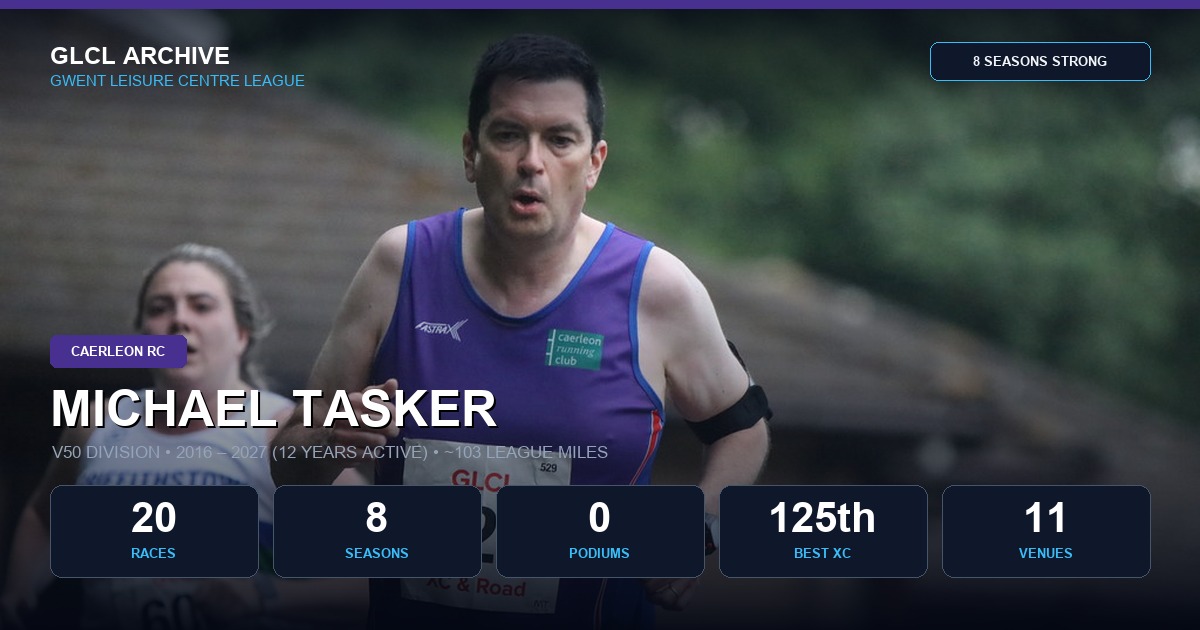 GLCL ARCHIVE
GWENT LEISURE CENTRE LEAGUE
8 SEASONS STRONG
ASTRAX
caerleon
running
club
CAERLEON RC
MICHAEL TASKER
V50 DIVISION • 2016 – 2027 (12 YEARS ACTIVE) • ~103 LEAGUE MILES
529
GLCL
2
XC & Road
60
20
RACES
8
SEASONS
0
PODIUMS
125th
BEST XC
11
VENUES